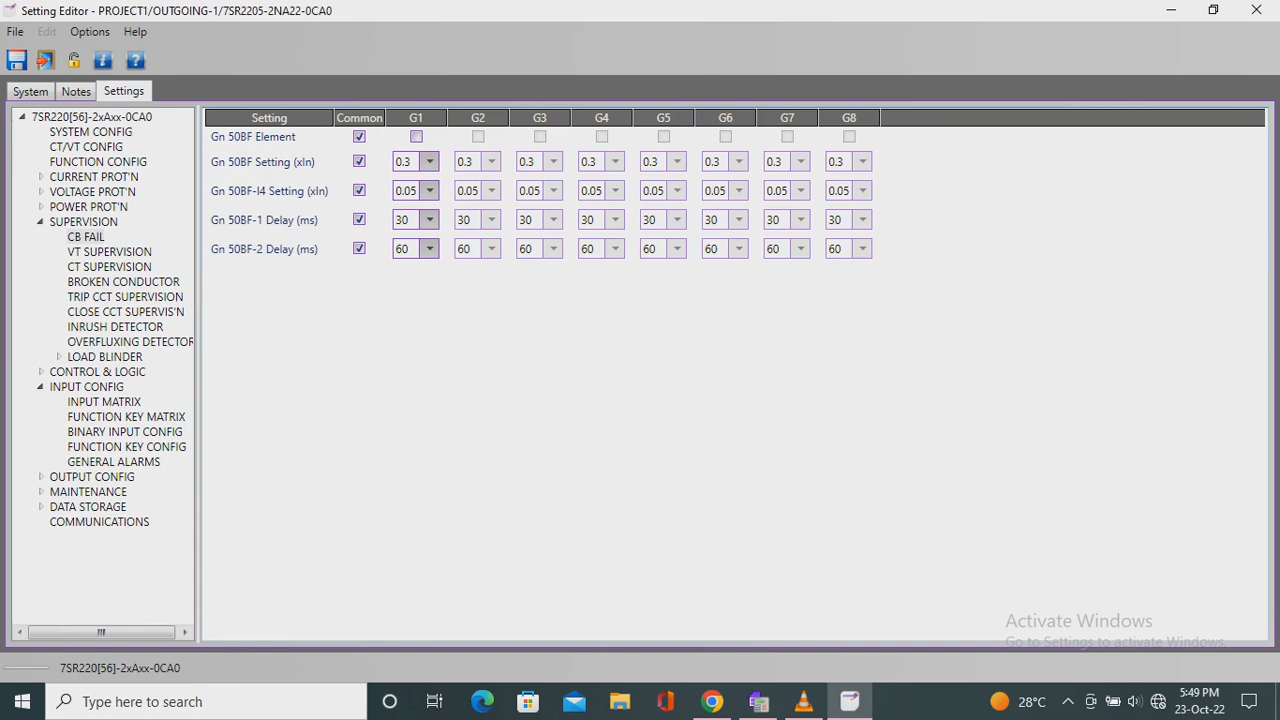 Setting Editor - PROJECT1/OUTGOING-1/7SR2205-2NA22-0CA0
File Edit Options Help
System Notes Settings
7SR220[56]-2xAxx-0CA0
SYSTEM CONFIG
CT/VT CONFIG
FUNCTION CONFIG
CURRENT PROT'N
VOLTAGE PROT'N
POWER PROT'N
SUPERVISION
CB FAIL
VT SUPERVISION
CT SUPERVISION
BROKEN CONDUCTOR
TRIP CCT SUPERVISION
CLOSE CCT SUPERVIS'N
INRUSH DETECTOR
OVERFLUXING DETECTOR
LOAD BLINDER
CONTROL & LOGIC
INPUT CONFIG
INPUT MATRIX
FUNCTION KEY MATRIX
BINARY INPUT CONFIG
FUNCTION KEY CONFIG
GENERAL ALARMS
OUTPUT CONFIG
MAINTENANCE
DATA STORAGE
COMMUNICATIONS
Setting Common G1 G2 G3 G4 G5 G6 G7 G8
Gn 50BF Element
Gn 50BF Setting (xIn) 0.3 0.3 0.3 0.3 0.3 0.3 0.3 0.3
Gn 50BF-I4 Setting (xIn) 0.05 0.05 0.05 0.05 0.05 0.05 0.05 0.05
Gn 50BF-1 Delay (ms) 30 30 30 30 30 30 30 30
Gn 50BF-2 Delay (ms) 60 60 60 60 60 60 60 60
Activate Windows
Go to Settings to activate Windows.
7SR220[56]-2xAxx-0CA0
Type here to search
28°C
5:49 PM
23-Oct-22